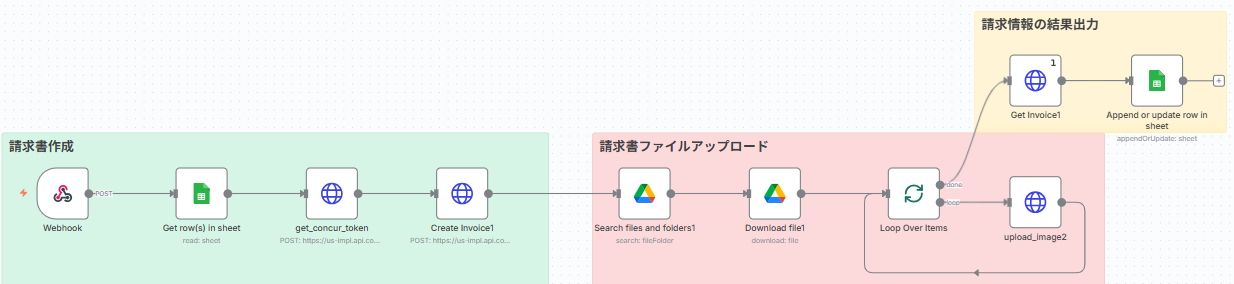 請求情報の結果出力
1
Get Invoice1
Append or update row in
sheet
appendOrUpdate: sheet
請求書作成
POST
Webhook
Get row(s) in sheet
read: sheet
get_concur_token
POST: https://us-impl.api.co...
Create Invoice1
POST: https://us-impl.api.co...
請求書ファイルアップロード
Search files and folders1
search: fileFolder
Download file1
download: file
Loop Over Items
done
loop
upload_image2